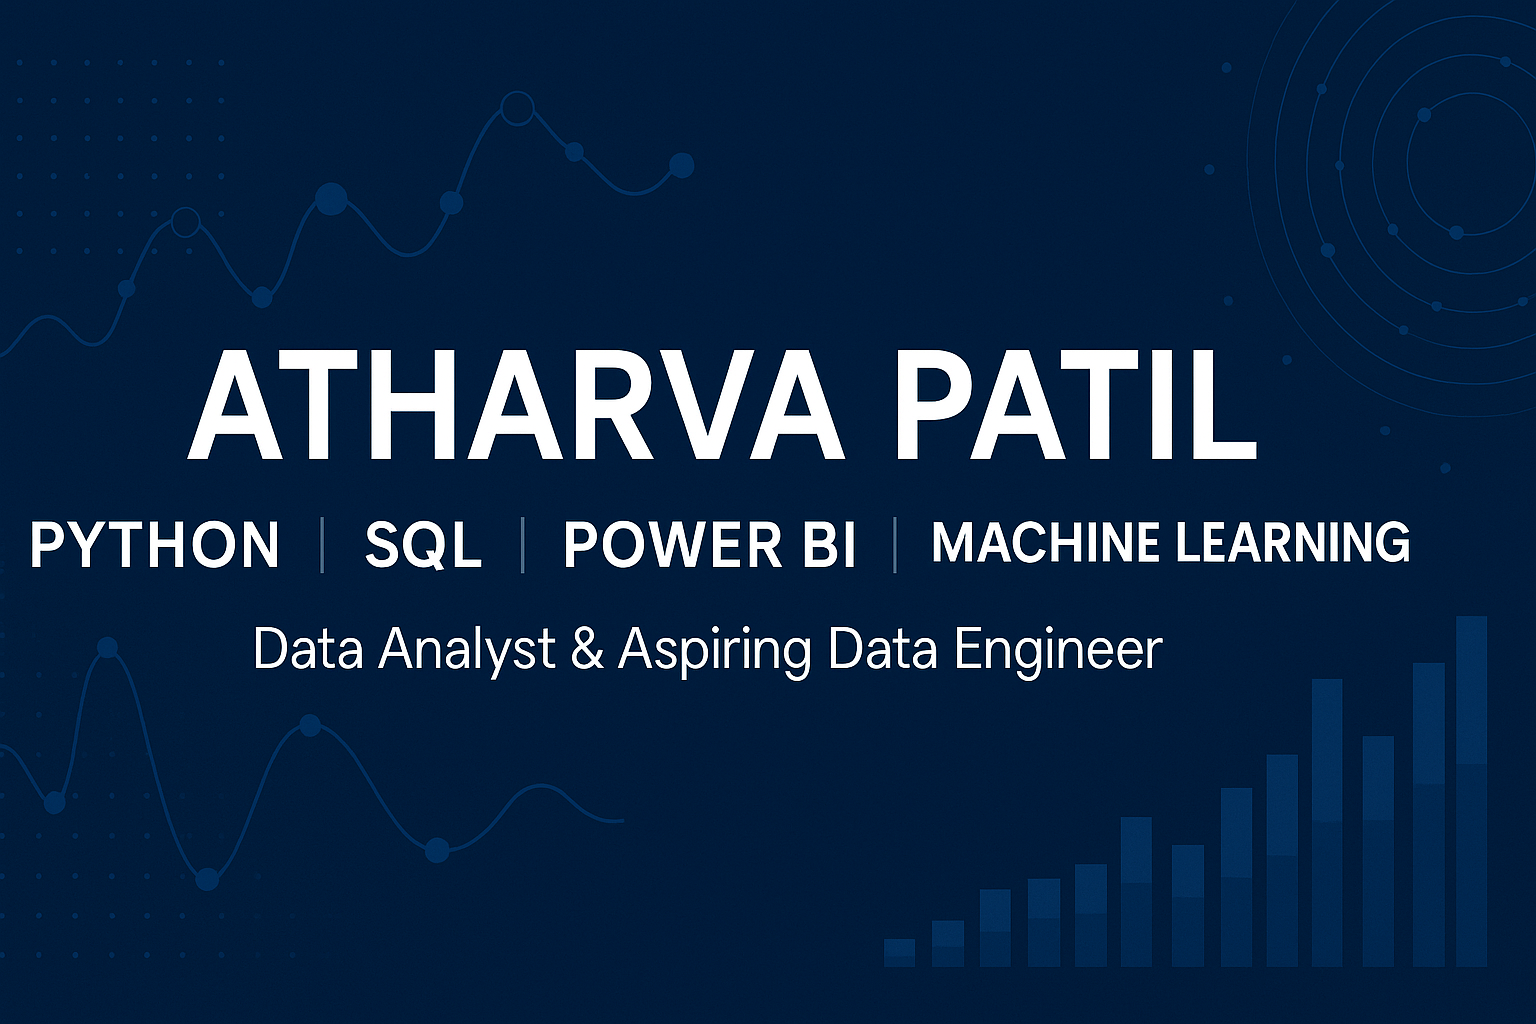 ATHARVA PATIL
PYTHON | SQL | POWER BI | MACHINE LEARNING
Data Analyst & Aspiring Data Engineer